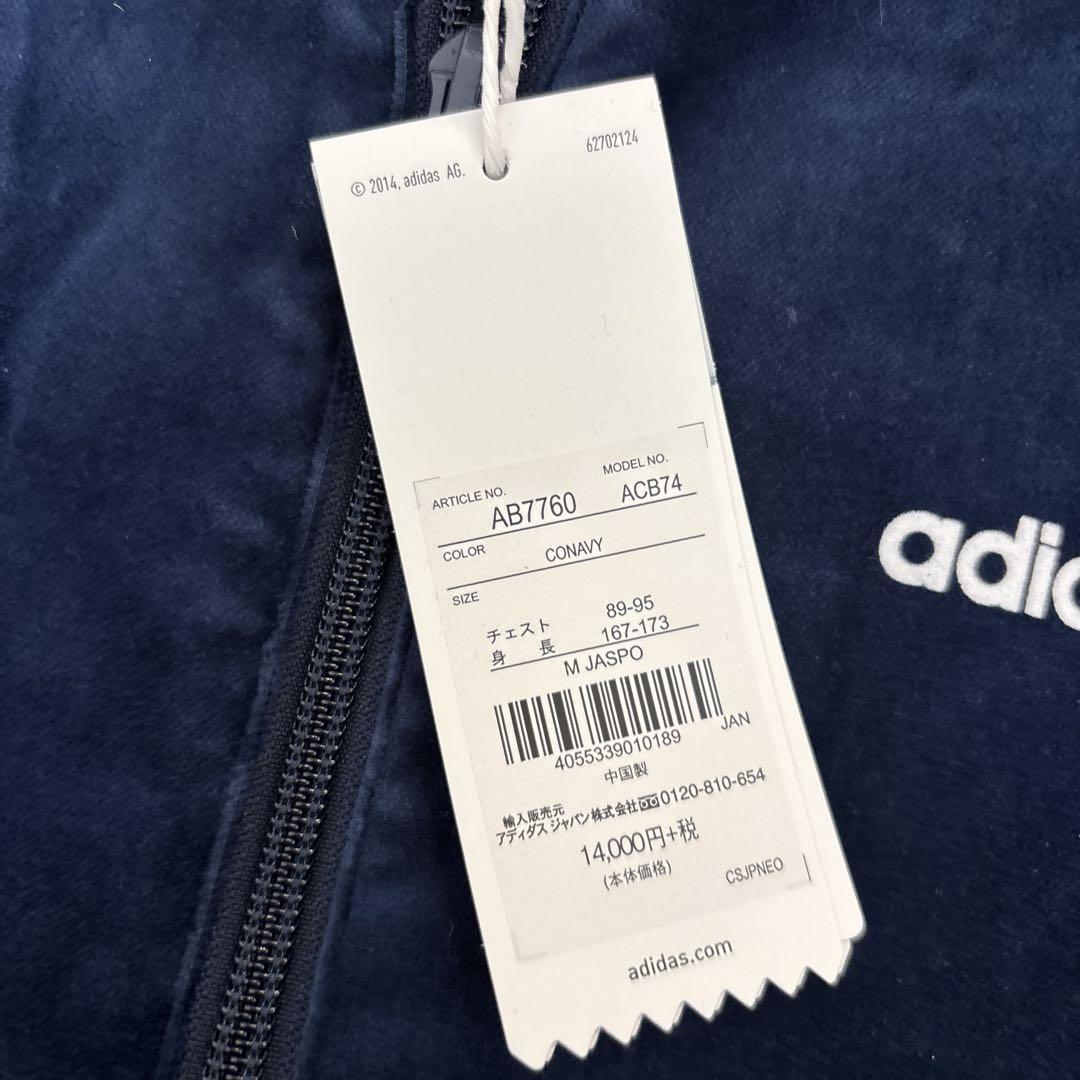 © 2014, adidas AG.
62702124
ARTICLE NO.
MODEL NO.
AB7760
ACB74
COLOR
CONAVY
SIZE
チェスト 89-95
身 長 167-173
M JASPO
4055339010189
JAN
中国製
輸入販売元
アディダス ジャパン株式会社 0120-810-654
14,000円+税
(本体価格)
CSJPNEO
adidas.com
adid